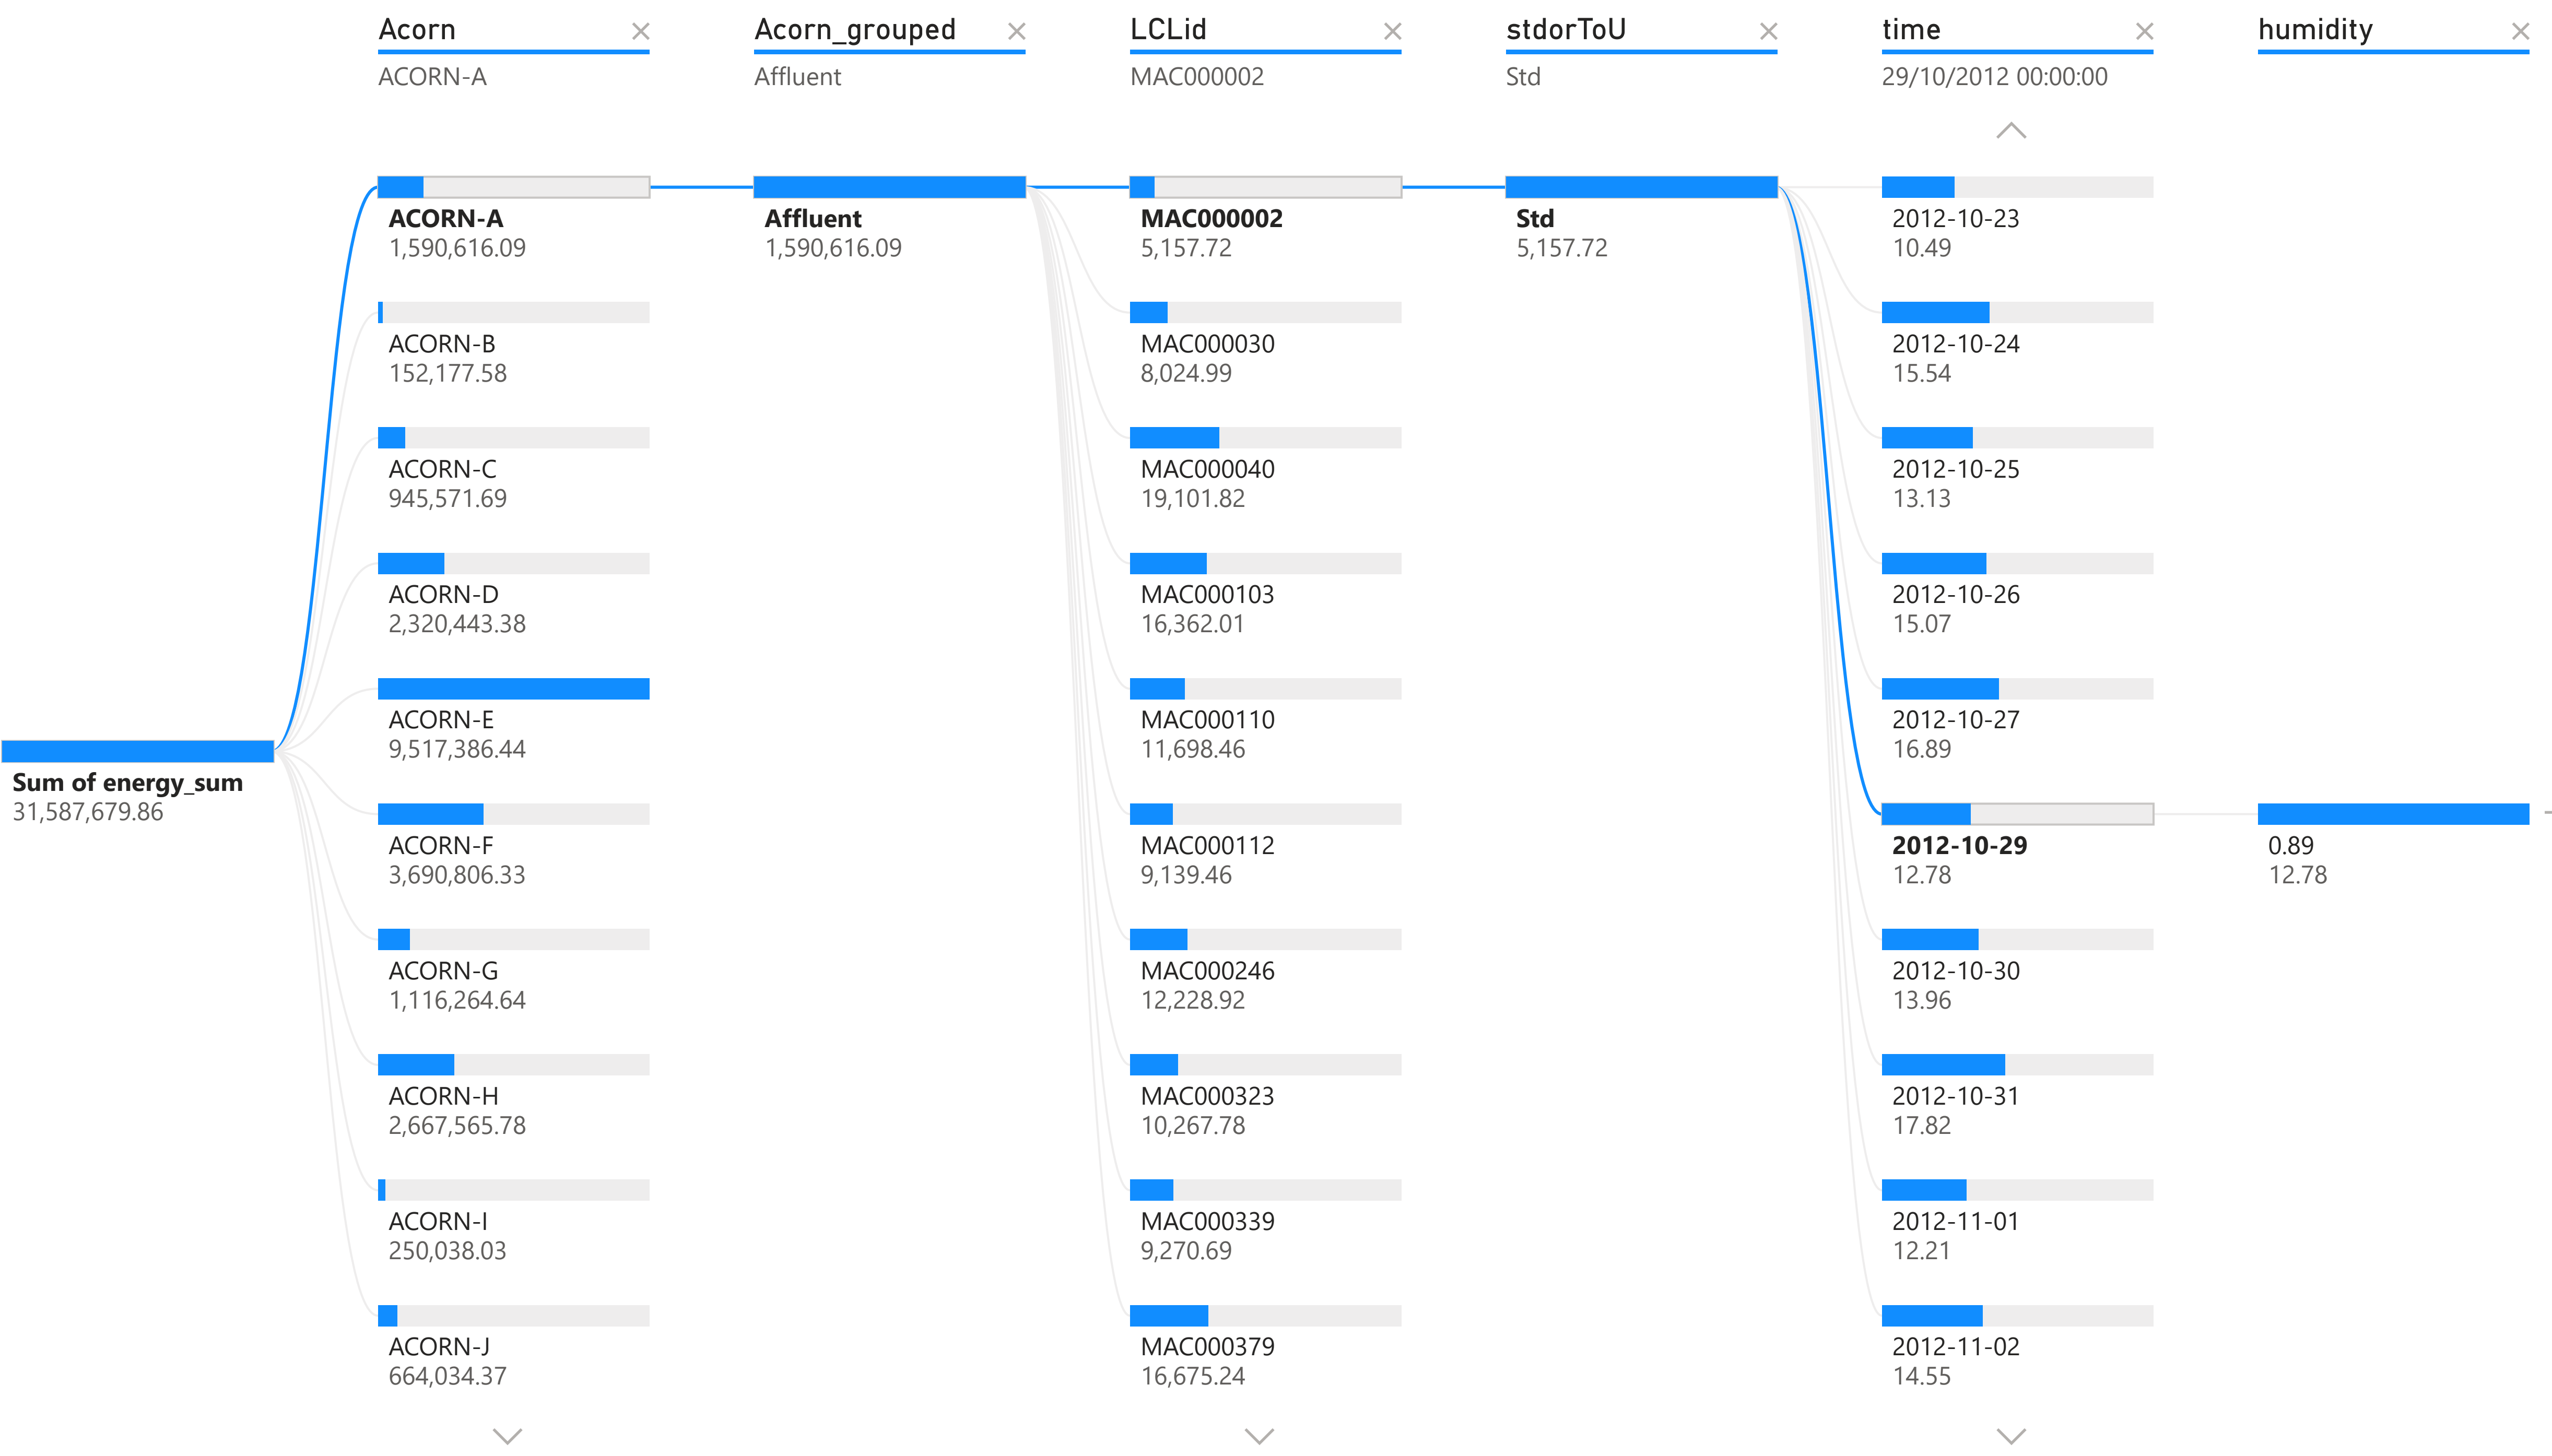 Acorn
ACORN-A
Acorn_grouped
Affluent
LCLid
MAC000002
stdorToU
Std
time
29/10/2012 00:00:00
humidity
Sum of energy_sum
31,587,679.86
ACORN-A
1,590,616.09
ACORN-B
152,177.58
ACORN-C
945,571.69
ACORN-D
2,320,443.38
ACORN-E
9,517,386.44
ACORN-F
3,690,806.33
ACORN-G
1,116,264.64
ACORN-H
2,667,565.78
ACORN-I
250,038.03
ACORN-J
664,034.37
Affluent
1,590,616.09
MAC000002
5,157.72
MAC000030
8,024.99
MAC000040
19,101.82
MAC000103
16,362.01
MAC000110
11,698.46
MAC000112
9,139.46
MAC000246
12,228.92
MAC000323
10,267.78
MAC000339
9,270.69
MAC000379
16,675.24
Std
5,157.72
2012-10-23
10.49
2012-10-24
15.54
2012-10-25
13.13
2012-10-26
15.07
2012-10-27
16.89
2012-10-29
12.78
2012-10-30
13.96
2012-10-31
17.82
2012-11-01
12.21
2012-11-02
14.55
0.89
12.78